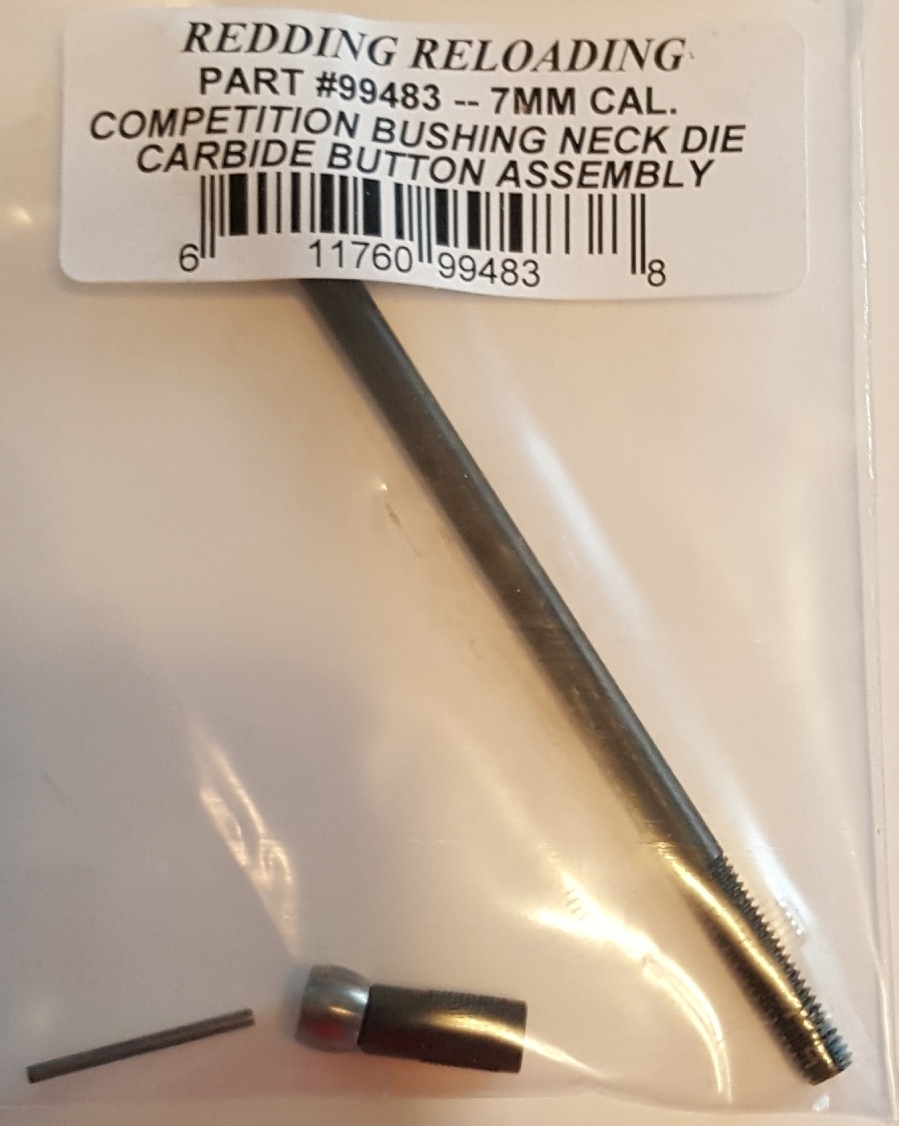 REDDING RELOADING
PART #99483 -- 7MM CAL.
COMPETITION BUSHING NECK DIE
CARBIDE BUTTON ASSEMBLY
6 11760 99483 8